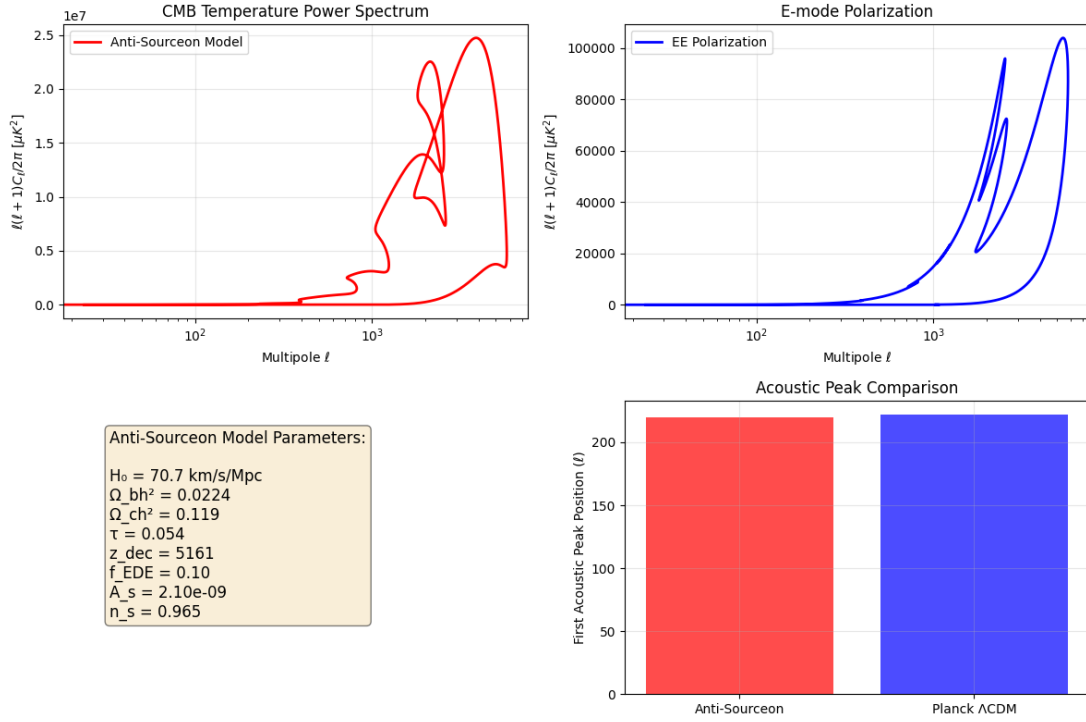 CMB Temperature Power Spectrum
1e7
Anti-Sourceon Model
2.5
2.0
1.5
1.0
0.5
0.0
ℓ(ℓ + 1)Cℓ/2π [μK²]
10²
10³
Multipole ℓ
E-mode Polarization
EE Polarization
100000
80000
60000
40000
20000
0
ℓ(ℓ + 1)Cℓ/2π [μK²]
10²
10³
Multipole ℓ
Anti-Sourceon Model Parameters:
H₀ = 70.7 km/s/Mpc
Ω_bh² = 0.0224
Ω_ch² = 0.119
τ = 0.054
z_dec = 5161
f_EDE = 0.10
A_s = 2.10e-09
n_s = 0.965
Acoustic Peak Comparison
200
150
100
50
0
First Acoustic Peak Position (ℓ)
Anti-Sourceon
Planck ΛCDM